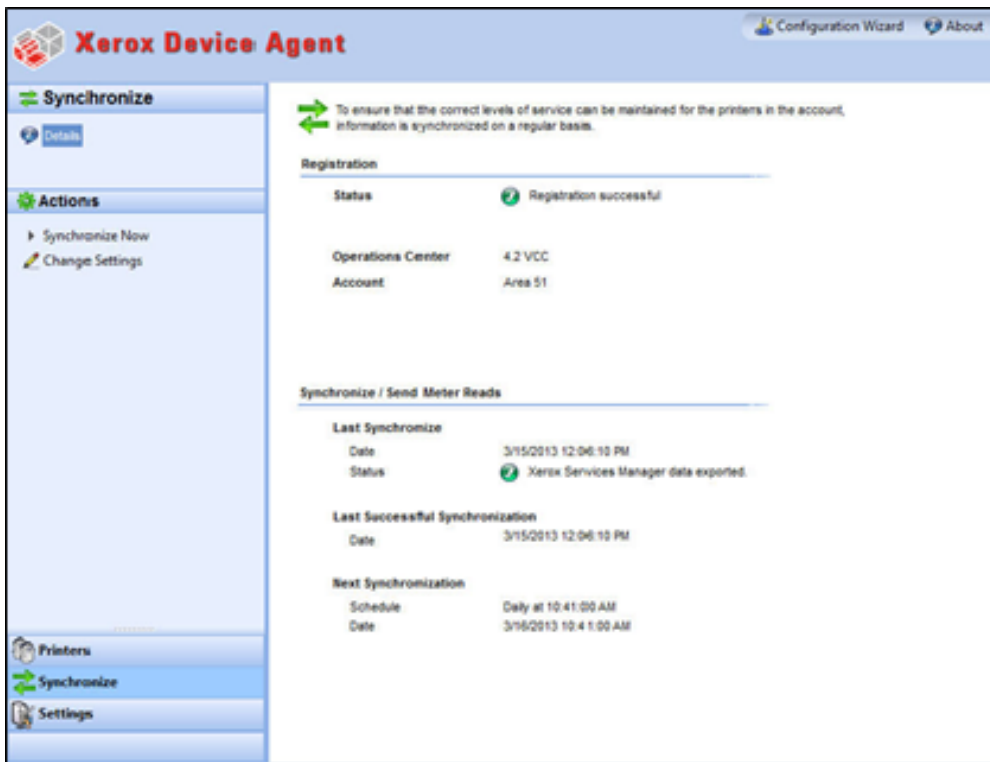 Xerox Device Agent
Configuration Wizard
About
Synchronize
Details
Actions
Synchronize Now
Change Settings
Printers
Synchronize
Settings
To ensure that the correct levels of service can be maintained for the printers in the account,
information is synchronized on a regular basis.
Registration
Status Registration successful
Operations Center 4.2 VCC
Account Area 51
Synchronize / Send Meter Reads
Last Synchronize
Date 3/15/2013 12:06:10 PM
Status Xerox Services Manager data exported.
Last Successful Synchronization
Date 3/15/2013 12:06:10 PM
Next Synchronization
Schedule Daily at 10:41:00 AM
Date 3/16/2013 10:41:00 AM